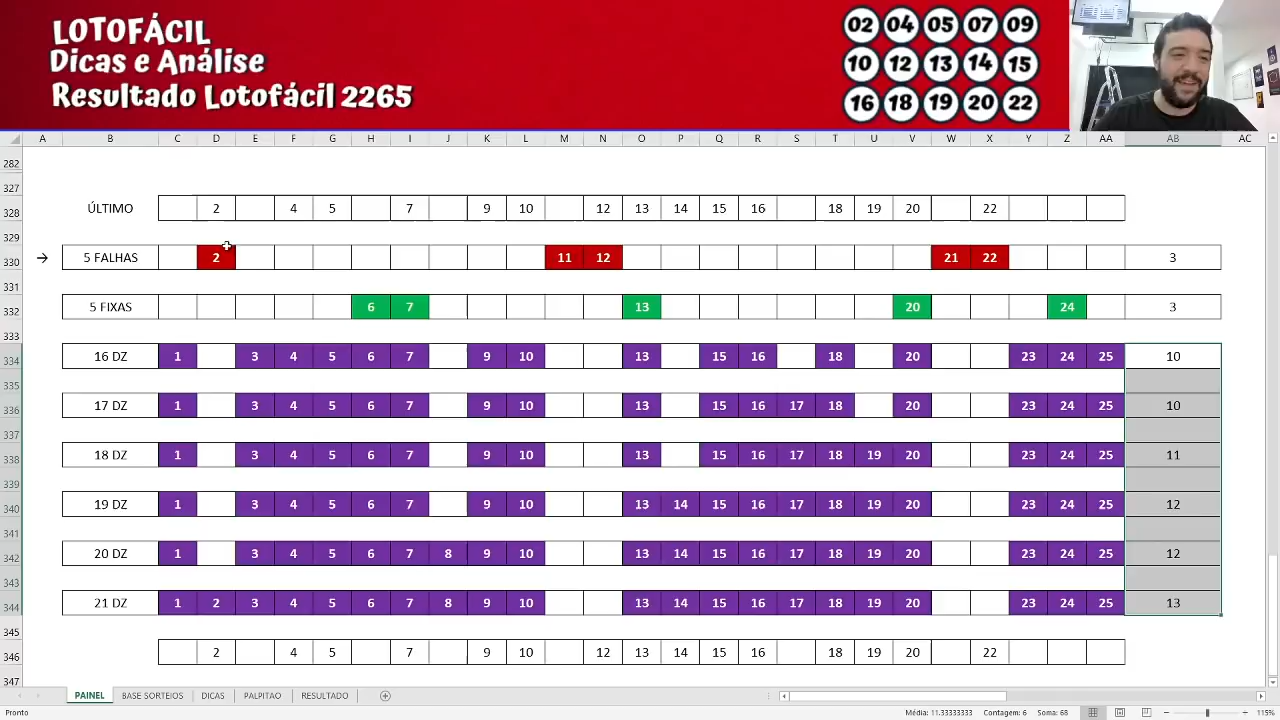 LOTOFÁCIL
Dicas e Análise
Resultado Lotofácil 2265
02 04 05 07 09
10 12 13 14 15
16 18 19 20 22
A B C D E F G H I J K L M N O P Q R S T U V W X Y Z AA AB AC
282
327
328 ÚLTIMO 2 4 5 7 9 10 12 13 14 15 16 18 19 20 22
329
→ 330 5 FALHAS 2 11 12 21 22 3
331
332 5 FIXAS 6 7 13 20 24 3
333
334 16 DZ 1 3 4 5 6 7 9 10 13 15 16 18 20 23 24 25 10
335
336 17 DZ 1 3 4 5 6 7 9 10 13 15 16 17 18 20 23 24 25 10
337
338 18 DZ 1 3 4 5 6 7 9 10 13 15 16 17 18 19 20 23 24 25 11
339
340 19 DZ 1 3 4 5 6 7 9 10 13 14 15 16 17 18 19 20 23 24 25 12
341
342 20 DZ 1 3 4 5 6 7 8 9 10 13 14 15 16 17 18 19 20 23 24 25 12
343
344 21 DZ 1 2 3 4 5 6 7 8 9 10 13 14 15 16 17 18 19 20 23 24 25 13
345
346 2 4 5 7 9 10 12 13 14 15 16 18 19 20 22
347
PAINEL BASE SORTEIOS DICAS PALPITAO RESULTADO
Pronto Média: 11.33333333 Contagem: 6 Soma: 68 115%